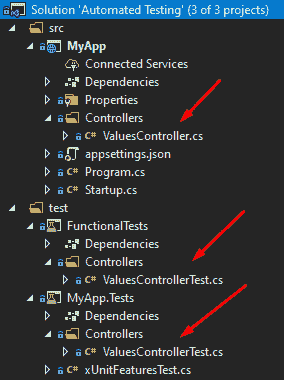 Solution 'Automated Testing' (3 of 3 projects)
src
MyApp
Connected Services
Dependencies
Properties
Controllers
C# ValuesController.cs
appsettings.json
C# Program.cs
C# Startup.cs
test
FunctionalTests
Dependencies
Controllers
C# ValuesControllerTest.cs
MyApp.Tests
Dependencies
Controllers
C# ValuesControllerTest.cs
C# xUnitFeaturesTest.cs